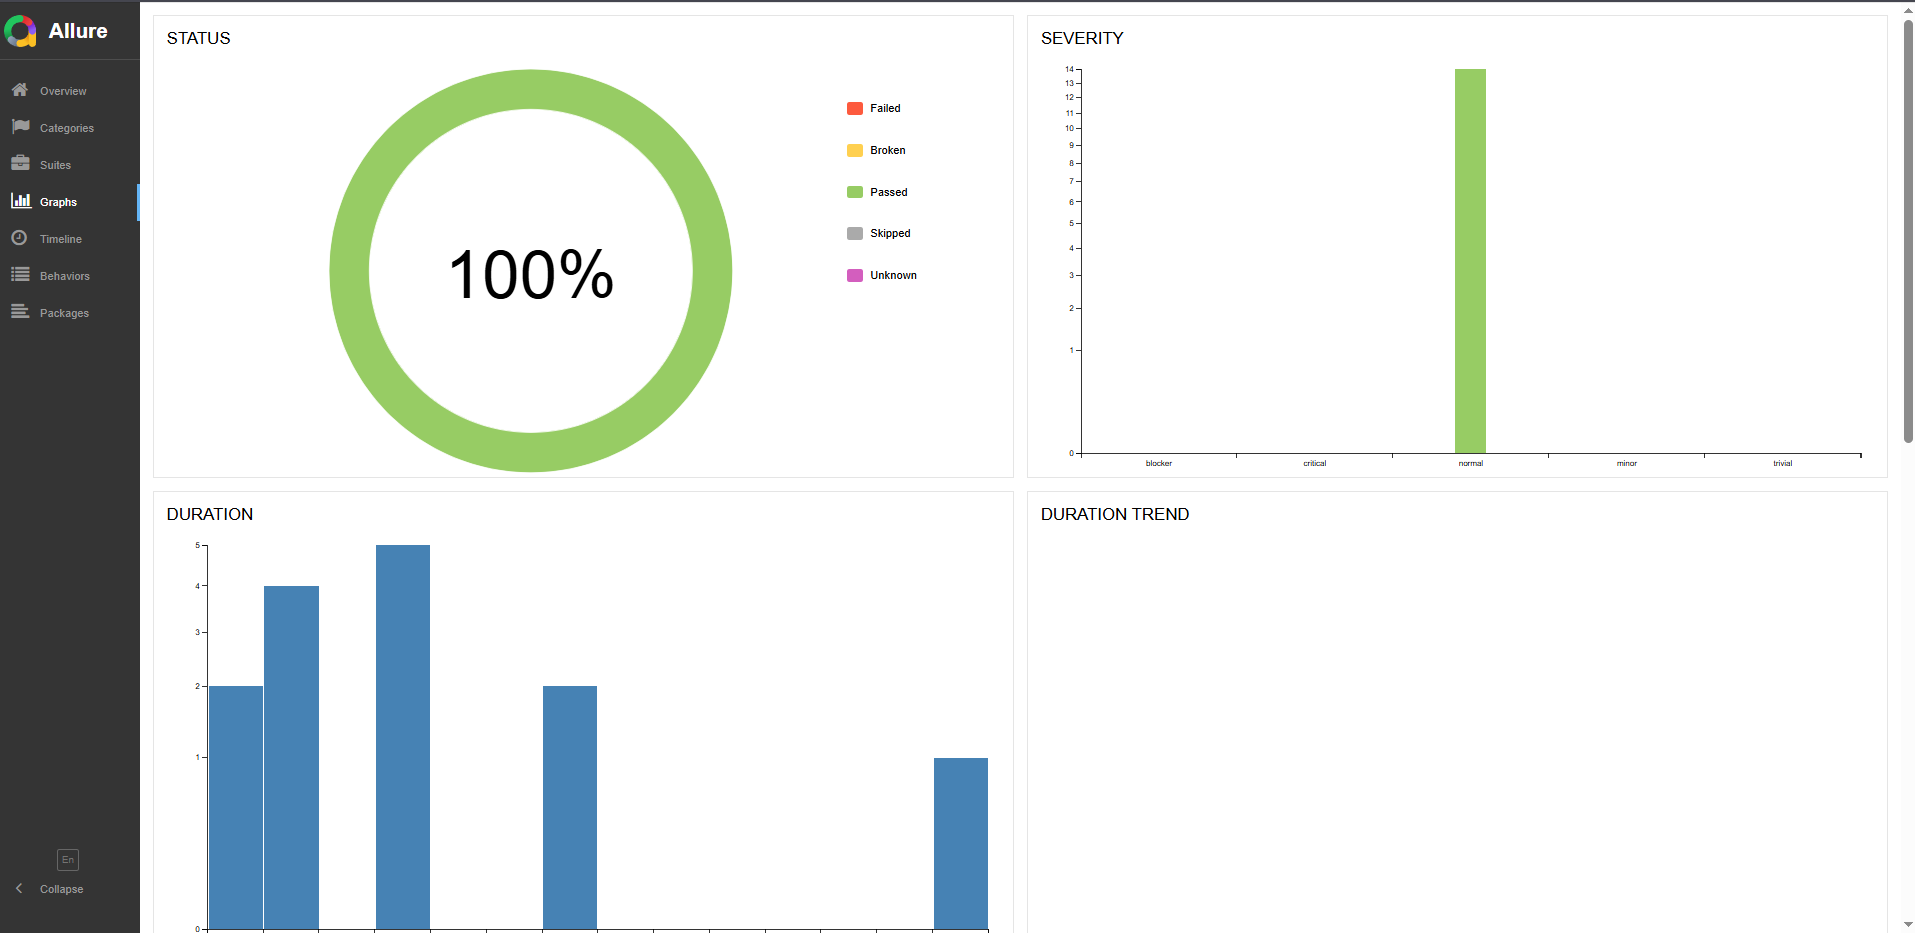 Allure
Overview
Categories
Suites
Graphs
Timeline
Behaviors
Packages
En
Collapse
STATUS
100%
Failed
Broken
Passed
Skipped
Unknown
SEVERITY
14
13
12
11
10
9
8
7
6
5
4
3
2
1
0
blocker critical normal minor trivial
DURATION
5
4
3
2
1
0
DURATION TREND